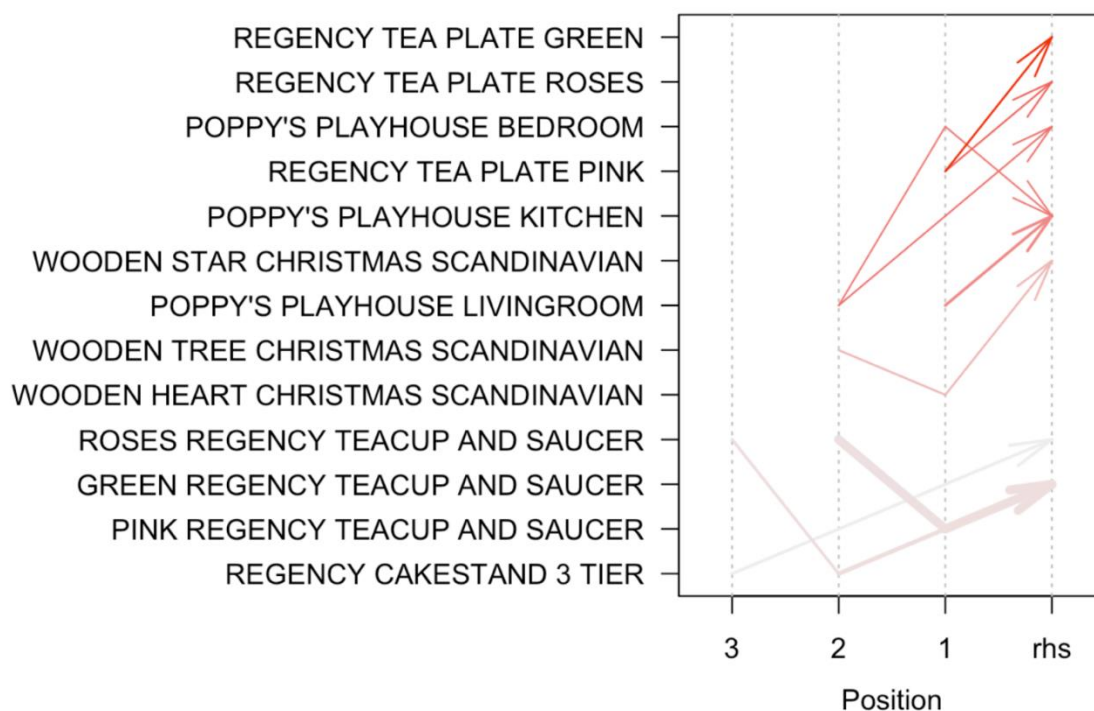 REGENCY TEA PLATE GREEN
REGENCY TEA PLATE ROSES
POPPY'S PLAYHOUSE BEDROOM
REGENCY TEA PLATE PINK
POPPY'S PLAYHOUSE KITCHEN
WOODEN STAR CHRISTMAS SCANDINAVIAN
POPPY'S PLAYHOUSE LIVINGROOM
WOODEN TREE CHRISTMAS SCANDINAVIAN
WOODEN HEART CHRISTMAS SCANDINAVIAN
ROSES REGENCY TEACUP AND SAUCER
GREEN REGENCY TEACUP AND SAUCER
PINK REGENCY TEACUP AND SAUCER
REGENCY CAKESTAND 3 TIER
3 2 1 rhs
Position